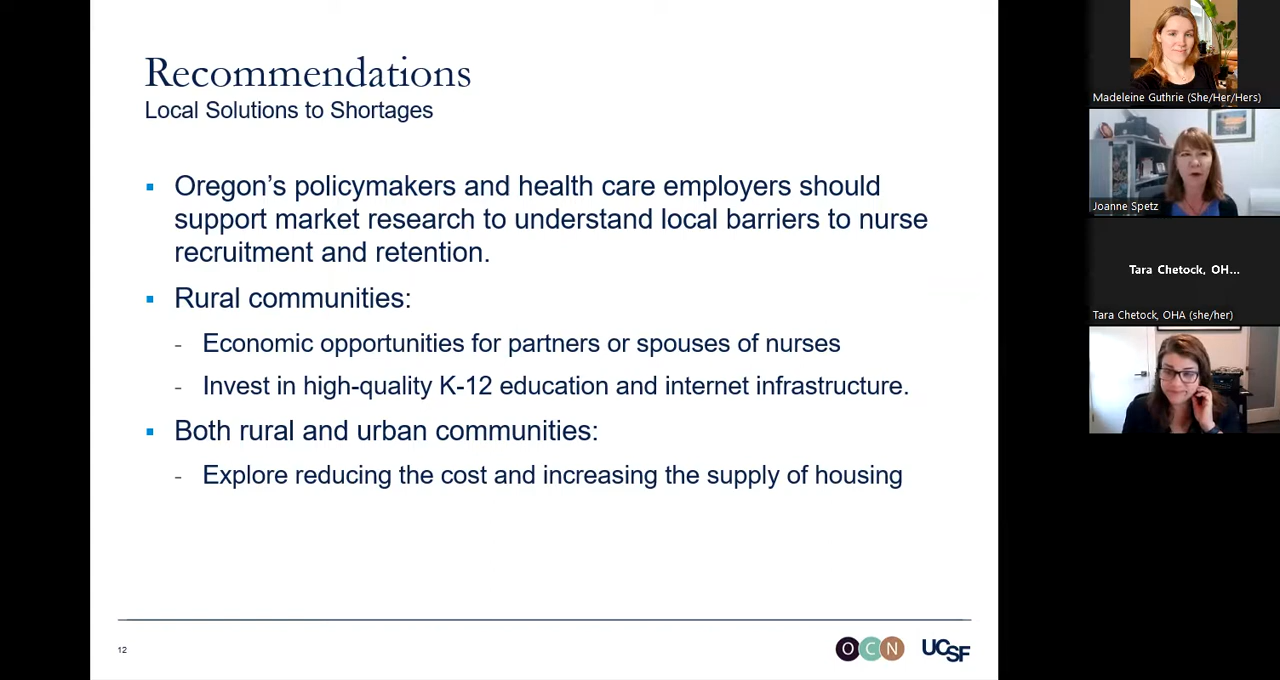 Recommendations
Local Solutions to Shortages
▪ Oregon's policymakers and health care employers should
support market research to understand local barriers to nurse
recruitment and retention.
▪ Rural communities:
- Economic opportunities for partners or spouses of nurses
- Invest in high-quality K-12 education and internet infrastructure.
▪ Both rural and urban communities:
- Explore reducing the cost and increasing the supply of housing
12
OCN
UCSF
Madeleine Guthrie (She/Her/Hers)
Joanne Spetz
Tara Chetock, OH...
Tara Chetock, OHA (she/her)